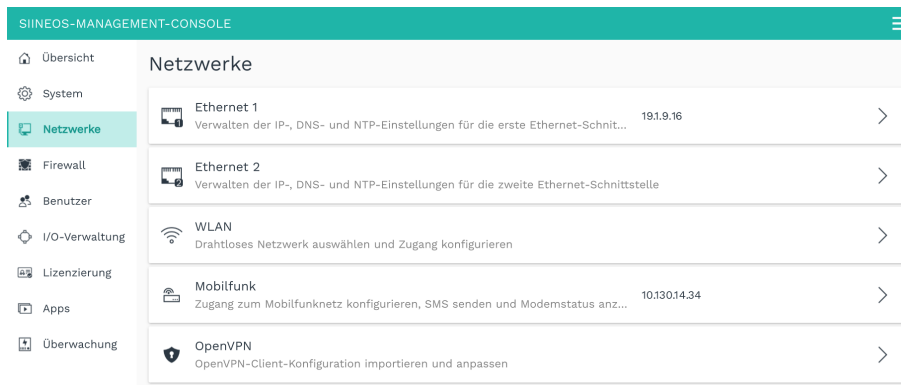 SIINEOS-MANAGEMENT-CONSOLE
Übersicht
System
Netzwerke
Firewall
Benutzer
I/O-Verwaltung
Lizenzierung
Apps
Überwachung
Netzwerke
Ethernet 1
Verwalten der IP-, DNS- und NTP-Einstellungen für die erste Ethernet-Schnit... 19.1.9.16
Ethernet 2
Verwalten der IP-, DNS- und NTP-Einstellungen für die zweite Ethernet-Schnittstelle
WLAN
Drahtloses Netzwerk auswählen und Zugang konfigurieren
Mobilfunk
Zugang zum Mobilfunknetz konfigurieren, SMS senden und Modemstatus anz... 10.130.14.34
OpenVPN
OpenVPN-Client-Konfiguration importieren und anpassen